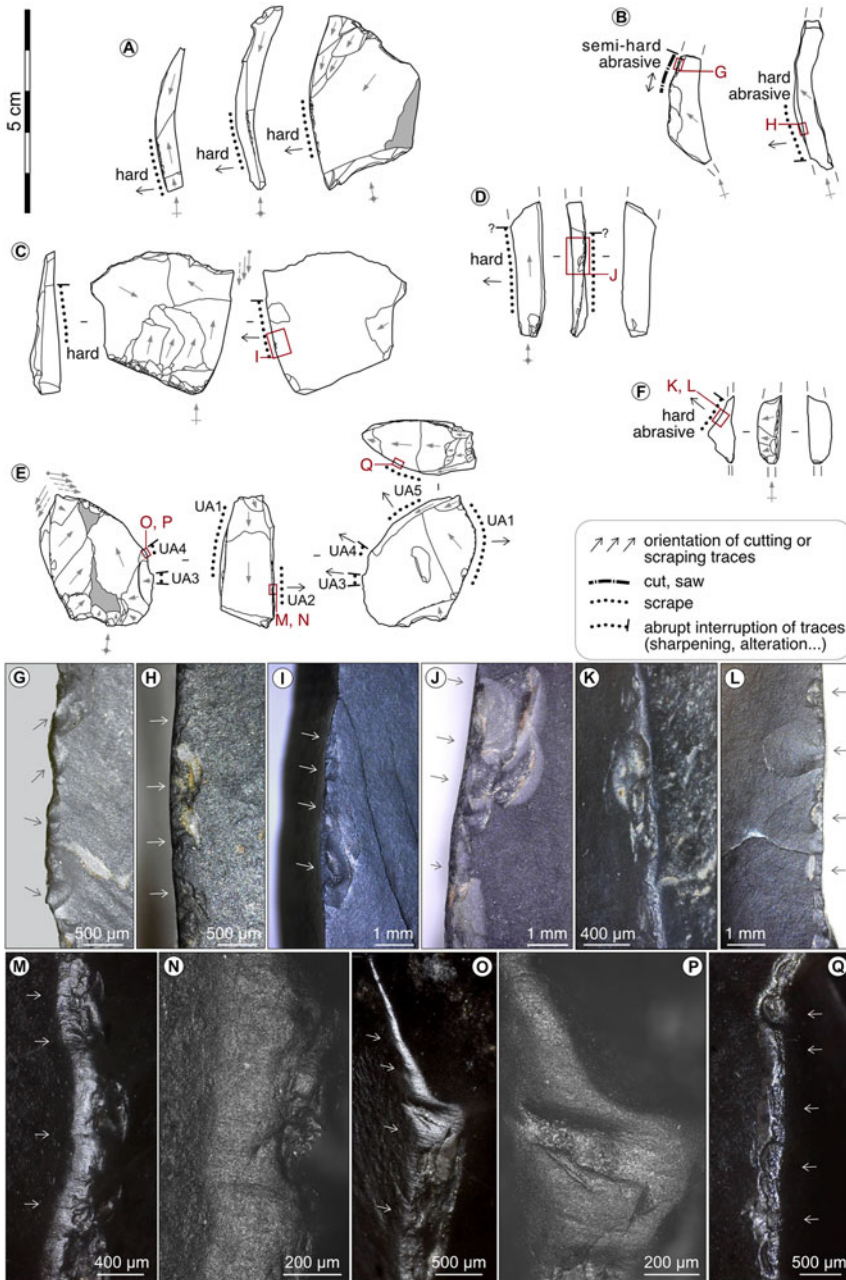 A
B
semi-hard
abrasive
G
hard
abrasive
H
5 cm
hard
hard
hard
D
?
?
hard
J
C
hard
I
F
K, L
hard
abrasive
Q
E
UA5
O, P
UA1
UA1
UA4
UA4
UA3
UA3
UA2
M, N
orientation of cutting or
scraping traces
cut, saw
scrape
abrupt interruption of traces
(sharpening, alteration...)
G
H
I
J
K
L
500 µm
500 µm
1 mm
1 mm
400 µm
1 mm
M
N
O
P
Q
400 µm
200 µm
500 µm
200 µm
500 µm